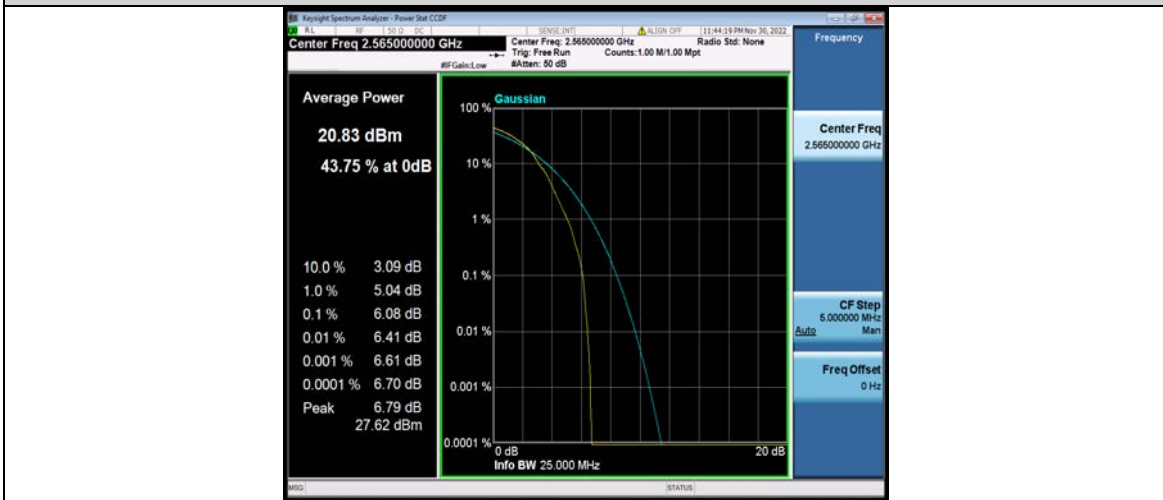 Keysight Spectrum Analyzer - Power Stat CCDF
RL RF 50 Ω DC SENSE:INT ALIGN OFF 11:44:19 PM Nov 30, 2022
Center Freq 2.565000000 GHz
Center Freq: 2.565000000 GHz Radio Std: None
Trig: Free Run Counts:1.00 M/1.00 Mpt
#IFGain:Low #Atten: 50 dB
Frequency
Average Power
20.83 dBm
43.75 % at 0dB
10.0 % 3.09 dB
1.0 % 5.04 dB
0.1 % 6.08 dB
0.01 % 6.41 dB
0.001 % 6.61 dB
0.0001 % 6.70 dB
Peak 6.79 dB
27.62 dBm
Gaussian
100 %
10 %
1 %
0.1 %
0.01 %
0.001 %
0.0001 %
0 dB 20 dB
Info BW 25.000 MHz
Center Freq
2.565000000 GHz
CF Step
5.000000 MHz
Auto Man
Freq Offset
0 Hz
MSG STATUS